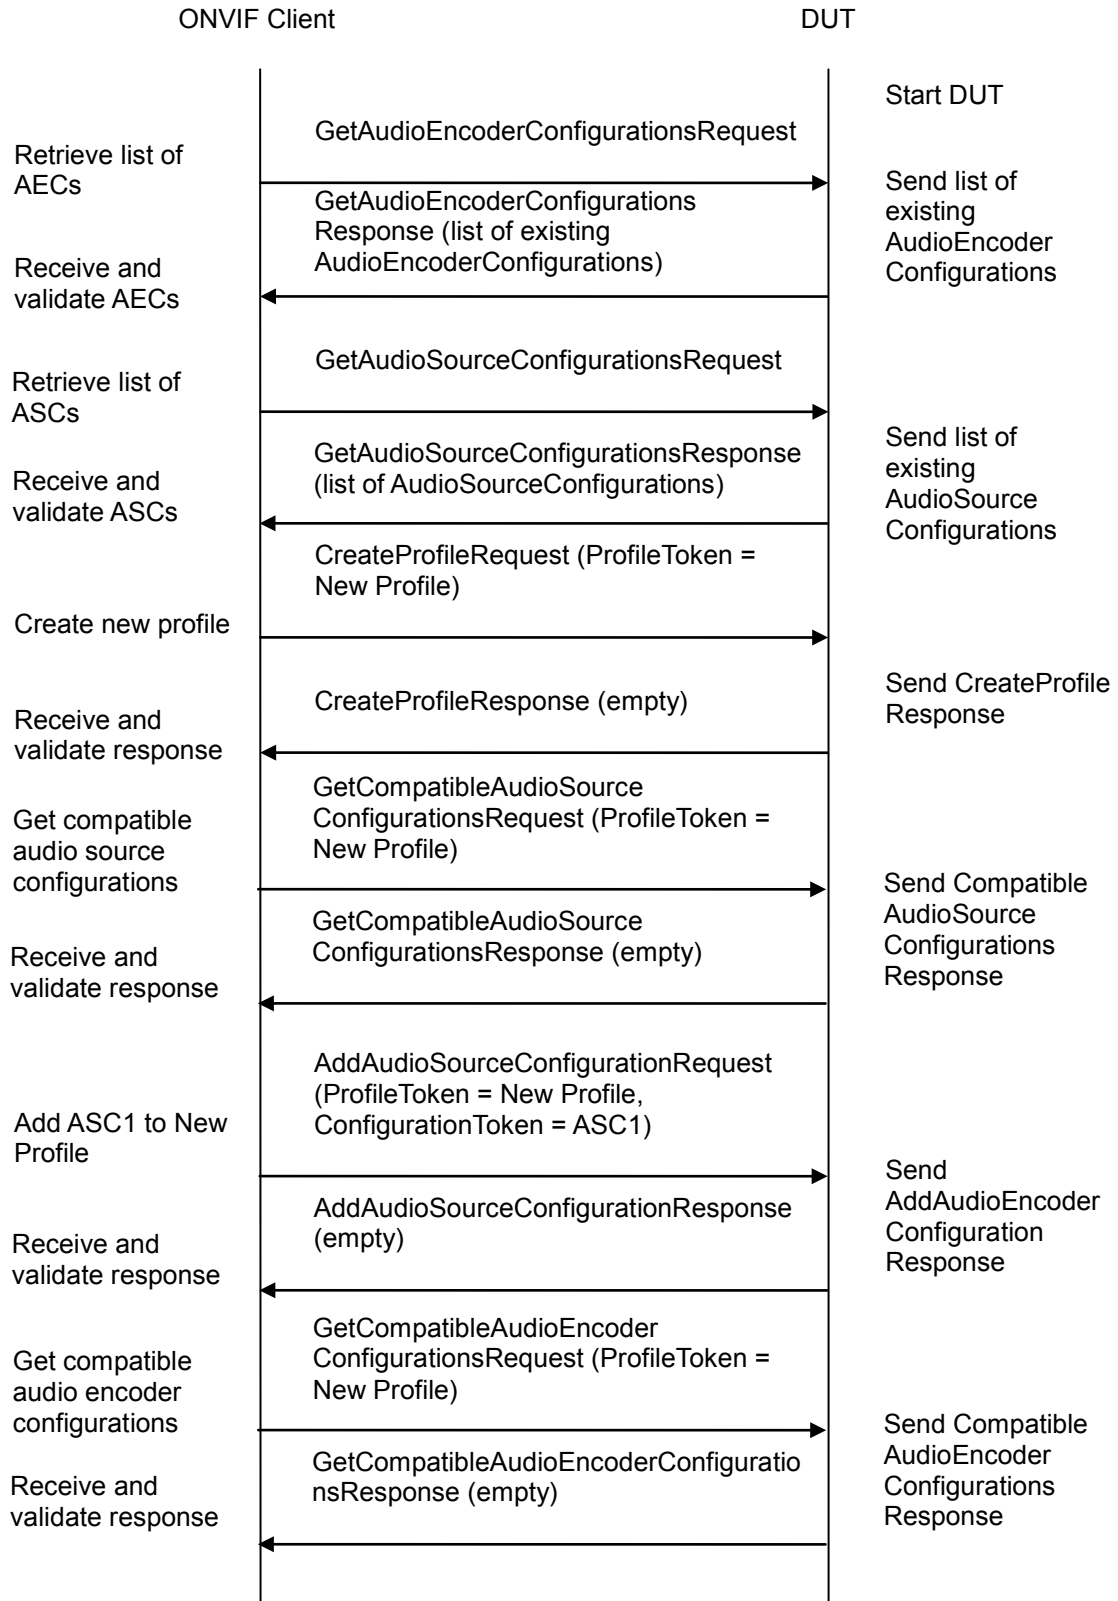 ONVIF Client
DUT
Start DUT
GetAudioEncoderConfigurationsRequest
Retrieve list of
AECs
Send list of
existing
AudioEncoder
Configurations
GetAudioEncoderConfigurations
Response (list of existing
AudioEncoderConfigurations)
Receive and
validate AECs
GetAudioSourceConfigurationsRequest
Retrieve list of
ASCs
Send list of
existing
AudioSource
Configurations
GetAudioSourceConfigurationsResponse
(list of AudioSourceConfigurations)
Receive and
validate ASCs
CreateProfileRequest (ProfileToken =
New Profile)
Create new profile
Send CreateProfile
Response
CreateProfileResponse (empty)
Receive and
validate response
GetCompatibleAudioSource
ConfigurationsRequest (ProfileToken =
New Profile)
Get compatible
audio source
configurations
Send Compatible
AudioSource
Configurations
Response
GetCompatibleAudioSource
ConfigurationsResponse (empty)
Receive and
validate response
AddAudioSourceConfigurationRequest
(ProfileToken = New Profile,
ConfigurationToken = ASC1)
Add ASC1 to New
Profile
Send
AddAudioEncoder
Configuration
Response
AddAudioSourceConfigurationResponse
(empty)
Receive and
validate response
GetCompatibleAudioEncoder
ConfigurationsRequest (ProfileToken =
New Profile)
Get compatible
audio encoder
configurations
Send Compatible
AudioEncoder
Configurations
Response
GetCompatibleAudioEncoderConfiguratio
nsResponse (empty)
Receive and
validate response